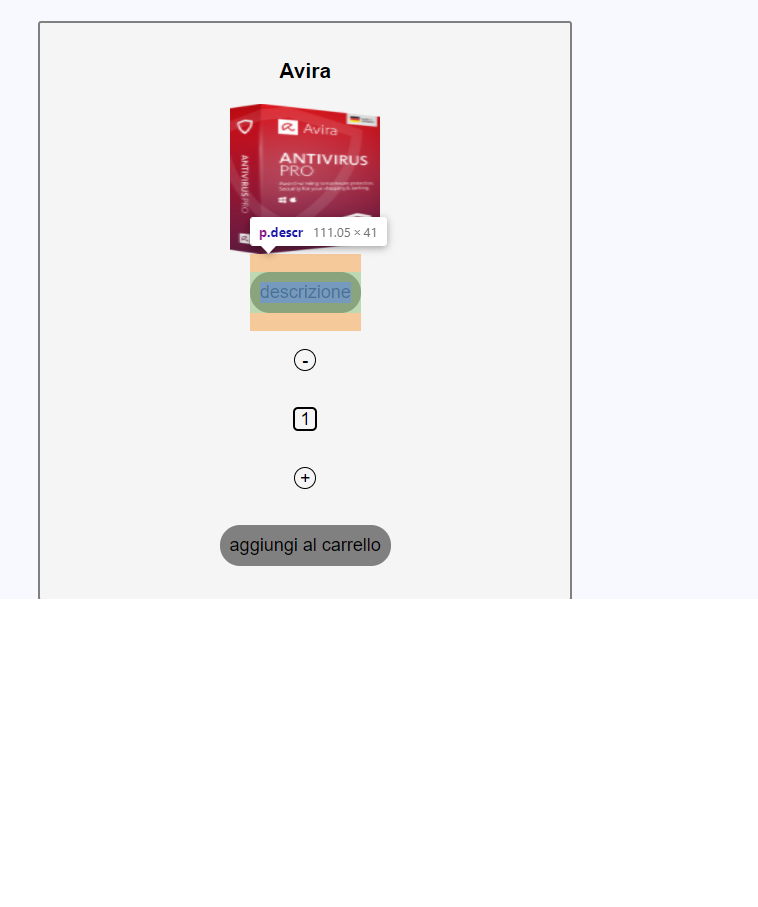 Avira
Avira
ANTIVIRUS
PRO
ANTIVIRUS PRO
p.descr 111.05 × 41
descrizione
-
1
+
aggiungi al carrello